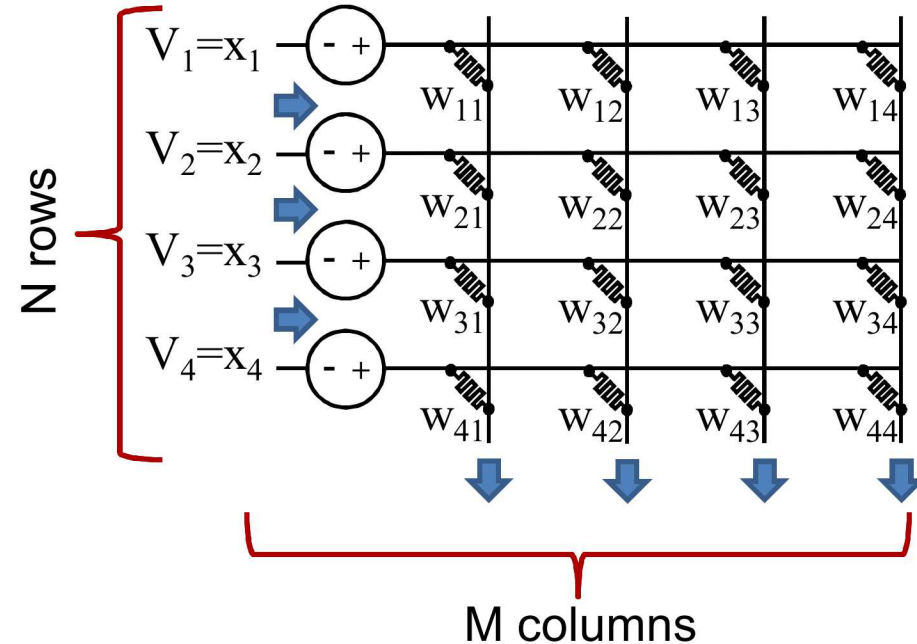 V₁=x₁ - +
w₁₁ w₁₂ w₁₃ w₁₄
V₂=x₂ - +
w₂₁ w₂₂ w₂₃ w₂₄
V₃=x₃ - +
w₃₁ w₃₂ w₃₃ w₃₄
V₄=x₄ - +
w₄₁ w₄₂ w₄₃ w₄₄
N rows
M columns